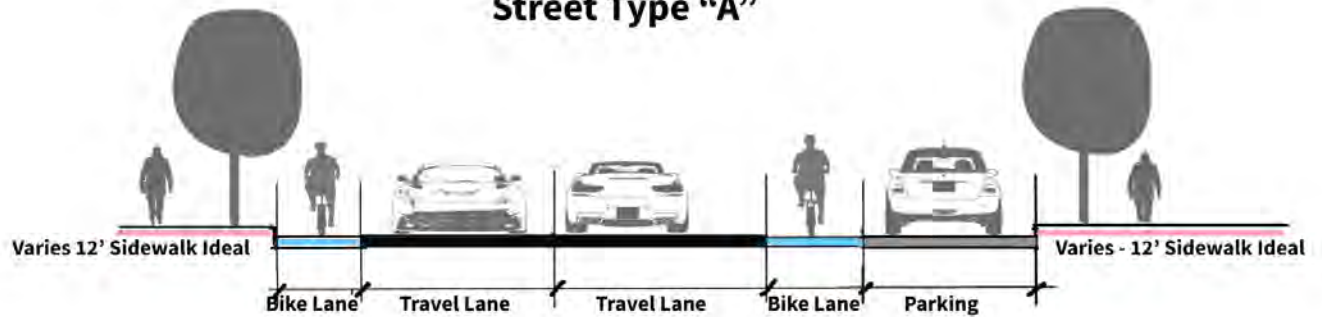 Street Type “A”
Varies 12’ Sidewalk Ideal
Varies - 12’ Sidewalk Ideal
Bike Lane’
Travel Lane
Travel Lane
Bike Lane
Parking